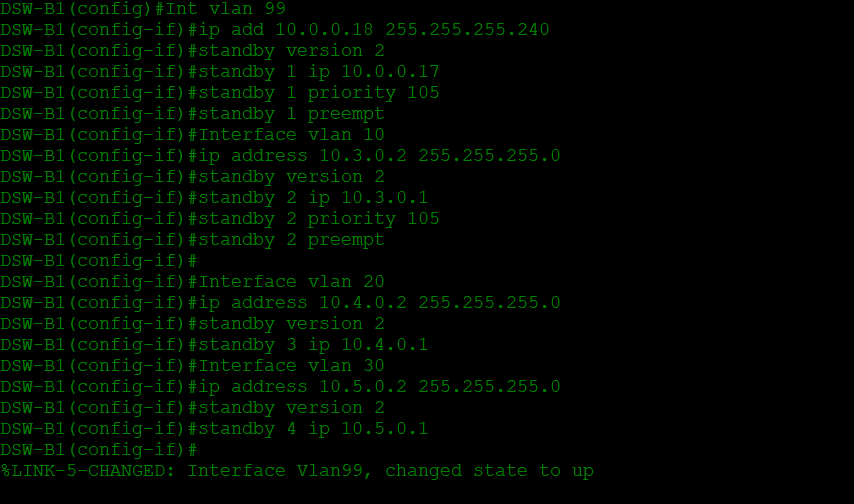 DSW-B1(config)#Int vlan 99
DSW-B1(config-if)#ip add 10.0.0.18 255.255.255.240
DSW-B1(config-if)#standby version 2
DSW-B1(config-if)#standby 1 ip 10.0.0.17
DSW-B1(config-if)#standby 1 priority 105
DSW-B1(config-if)#standby 1 preempt
DSW-B1(config-if)#Interface vlan 10
DSW-B1(config-if)#ip address 10.3.0.2 255.255.255.0
DSW-B1(config-if)#standby version 2
DSW-B1(config-if)#standby 2 ip 10.3.0.1
DSW-B1(config-if)#standby 2 priority 105
DSW-B1(config-if)#standby 2 preempt
DSW-B1(config-if)#
DSW-B1(config-if)#Interface vlan 20
DSW-B1(config-if)#ip address 10.4.0.2 255.255.255.0
DSW-B1(config-if)#standby version 2
DSW-B1(config-if)#standby 3 ip 10.4.0.1
DSW-B1(config-if)#Interface vlan 30
DSW-B1(config-if)#ip address 10.5.0.2 255.255.255.0
DSW-B1(config-if)#standby version 2
DSW-B1(config-if)#standby 4 ip 10.5.0.1
DSW-B1(config-if)#
%LINK-5-CHANGED: Interface Vlan99, changed state to up